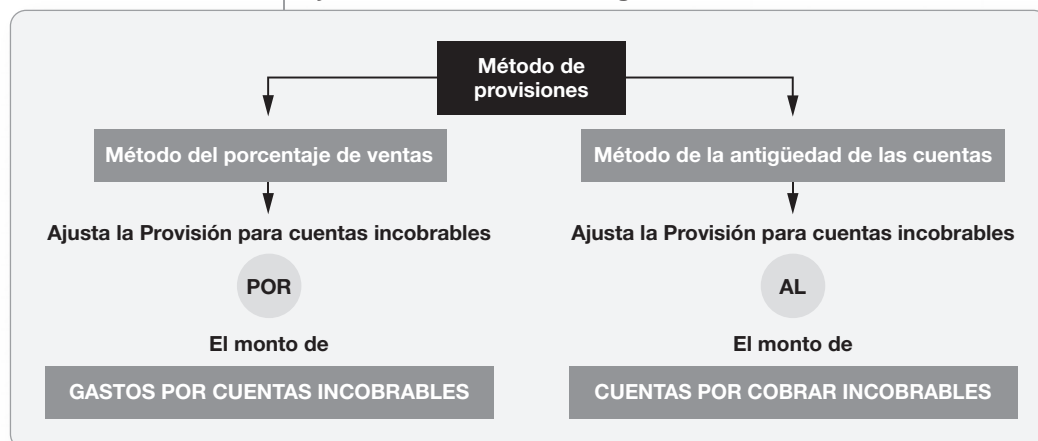 Método de
provisiones
Método del porcentaje de ventas
Ajusta la Provisión para cuentas incobrables
POR
El monto de
GASTOS POR CUENTAS INCOBRABLES
Método de la antigüedad de las cuentas
Ajusta la Provisión para cuentas incobrables
AL
El monto de
CUENTAS POR COBRAR INCOBRABLES